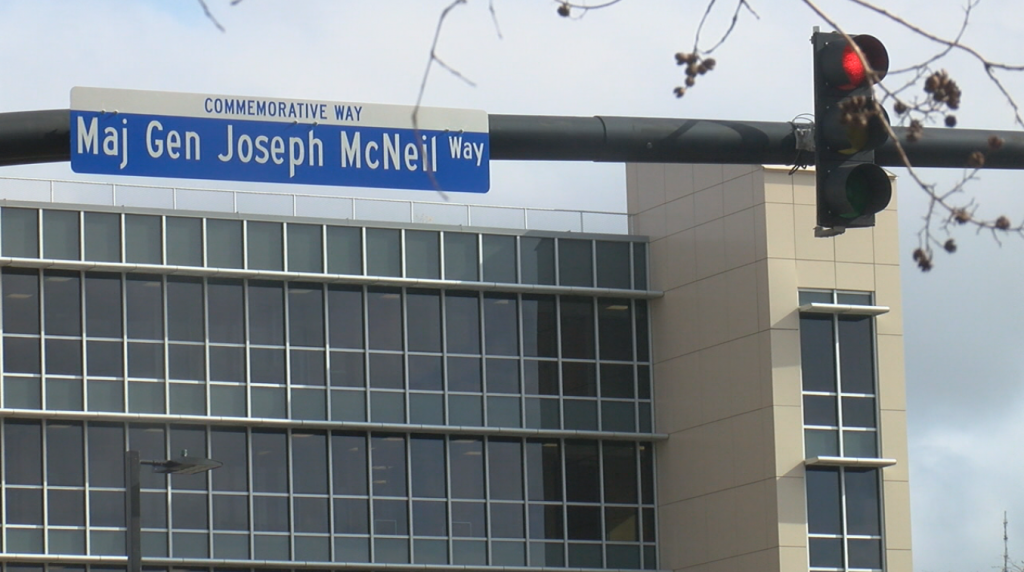 COMMEMORATIVE WAY
Maj Gen Joseph McNeil Way